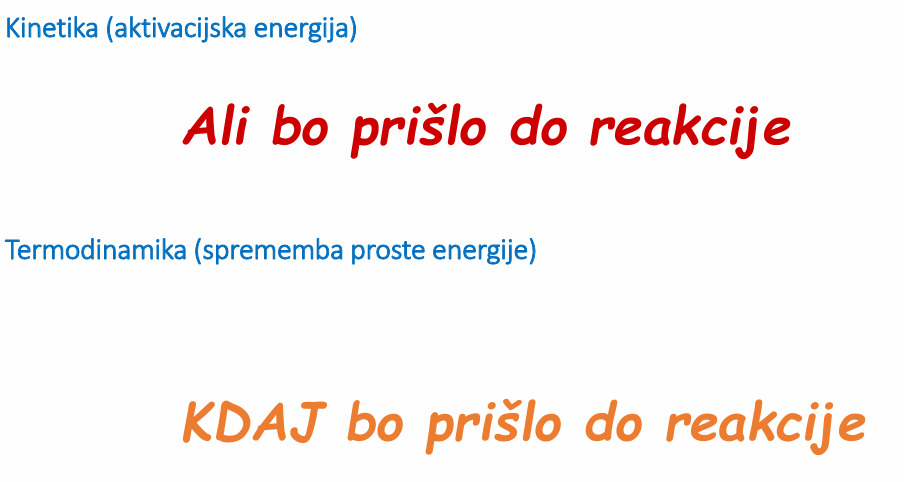 Kinetika (aktivacijska energija)
Ali bo prišlo do reakcije
Termodinamika (sprememba proste energije)
KDAJ bo prišlo do reakcije